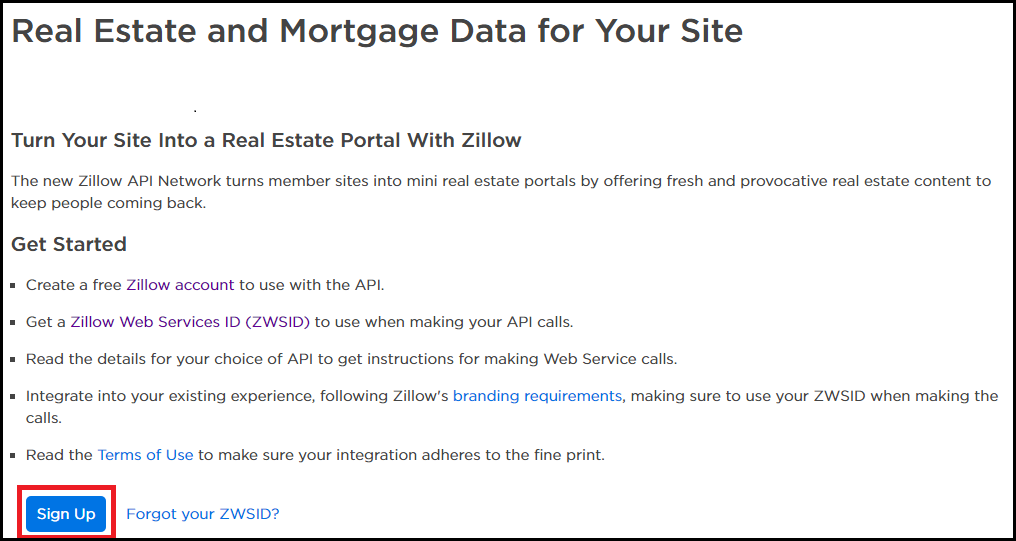 Real Estate and Mortgage Data for Your Site
.
Turn Your Site Into a Real Estate Portal With Zillow
The new Zillow API Network turns member sites into mini real estate portals by offering fresh and provocative real estate content to
keep people coming back.
Get Started
Create a free Zillow account to use with the API.
Get a Zillow Web Services ID (ZWSID) to use when making your API calls.
Read the details for your choice of API to get instructions for making Web Service calls.
Integrate into your existing experience, following Zillow's branding requirements, making sure to use your ZWSID when making the
calls.
Read the Terms of Use to make sure your integration adheres to the fine print.
Sign Up Forgot your ZWSID?